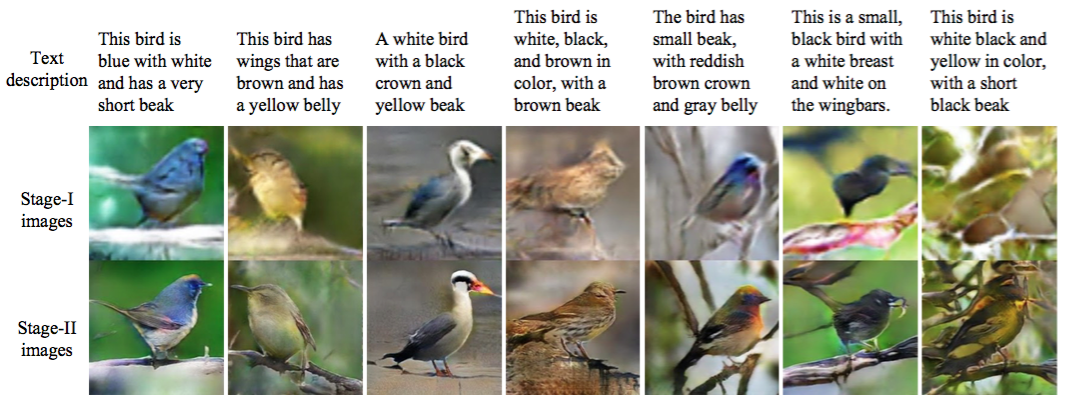 Text
description
This bird is
blue with white
and has a very
short beak
This bird has
wings that are
brown and has
a yellow belly
A white bird
with a black
crown and
yellow beak
This bird is
white, black,
and brown in
color, with a
brown beak
The bird has
small beak,
with reddish
brown crown
and gray belly
This is a small,
black bird with
a white breast
and white on
the wingbars.
This bird is
white black and
yellow in color,
with a short
black beak
Stage-I
images
Stage-II
images